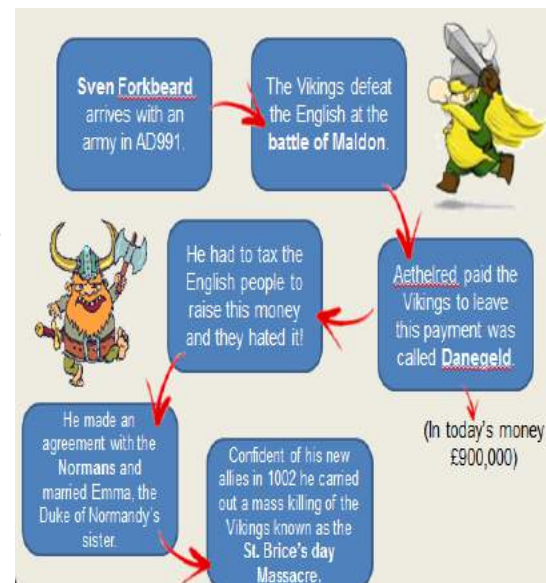 Sven Forkbeard
arrives with an
army in AD991.
The Vikings defeat
the English at the
battle of Maldon.
Aethelred, paid the
Vikings to leave
this payment was
called Danegeld.
(In today's money
£900,000)
He had to tax the
English people to
raise this money
and they hated it!
He made an
agreement with the
Normans and
married Emma, the
Duke of Normandy's
sister.
Confident of his new
allies in 1002 he carried
out a mass killing of the
Vikings known as the
St. Brice's day
Massacre.